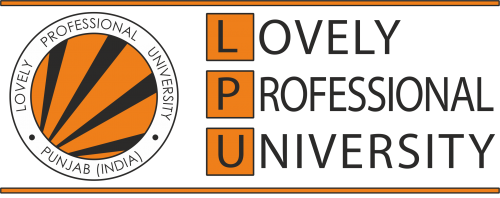 LOVELY PROFESSIONAL UNIVERSITY
• PUNJAB (INDIA) •
LOVELY
PROFESSIONAL
UNIVERSITY